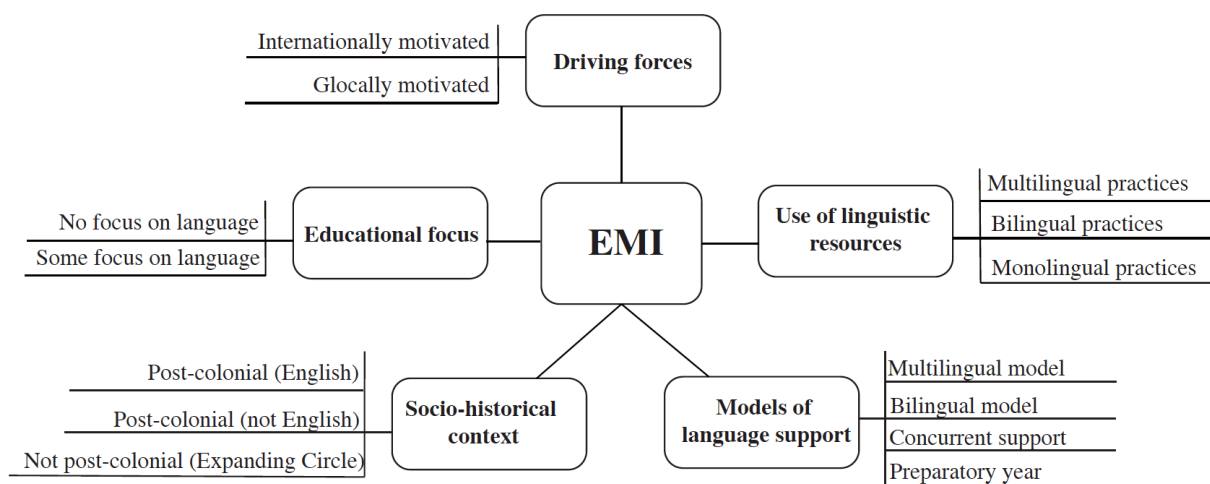 Internationally motivated
Glocally motivated
Driving forces
No focus on language
Some focus on language
Educational focus
EMI
Use of linguistic
resources
Multilingual practices
Bilingual practices
Monolingual practices
Post-colonial (English)
Post-colonial (not English)
Not post-colonial (Expanding Circle)
Socio-historical
context
Models of
language support
Multilingual model
Bilingual model
Concurrent support
Preparatory year